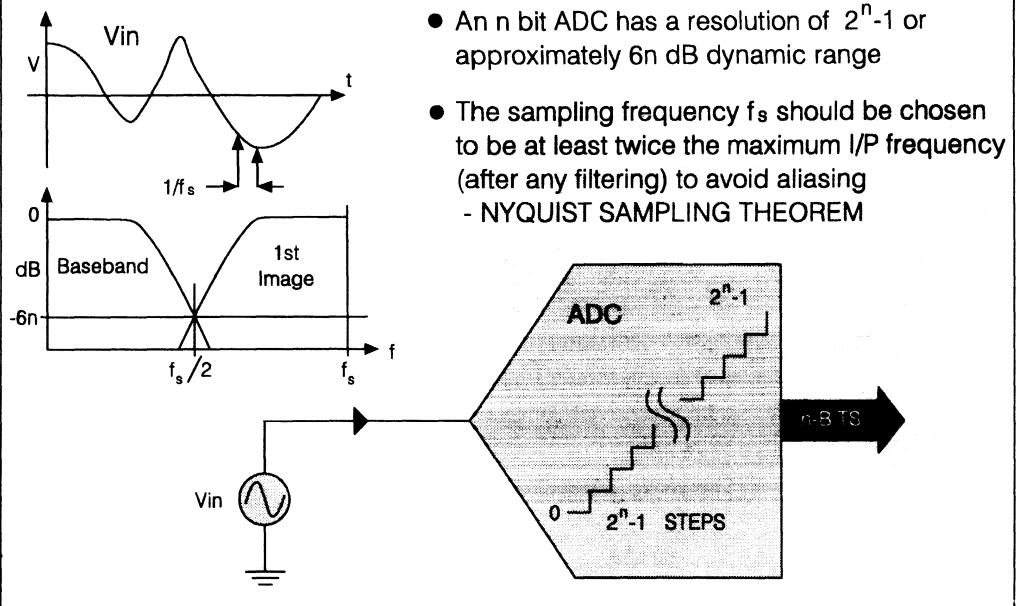 Vin
V
t
1/fs
0
dB
Baseband
1st
Image
-6n
f
fs/2
fs
● An n bit ADC has a resolution of 2ⁿ-1 or
approximately 6n dB dynamic range
● The sampling frequency fs should be chosen
to be at least twice the maximum I/P frequency
(after any filtering) to avoid aliasing
- NYQUIST SAMPLING THEOREM
ADC
2ⁿ-1
n-BITS
Vin
0
2ⁿ-1 STEPS